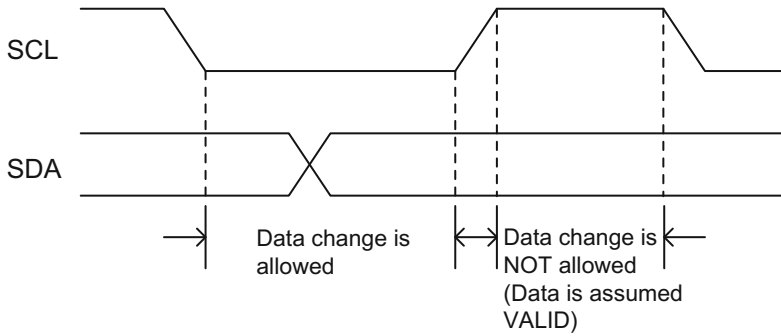 SCL
SDA
Data change is
allowed
Data change is
NOT allowed
(Data is assumed
VALID)